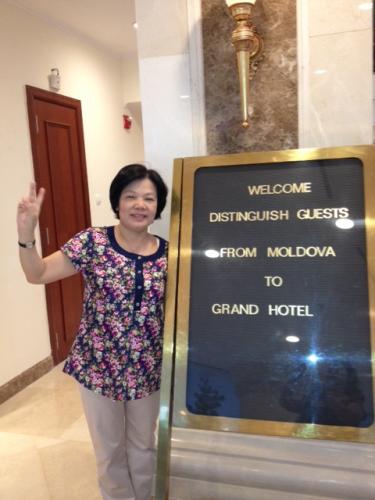 WELCOME
DISTINGUISH GUESTS
FROM MOLDOVA
TO
GRAND HOTEL